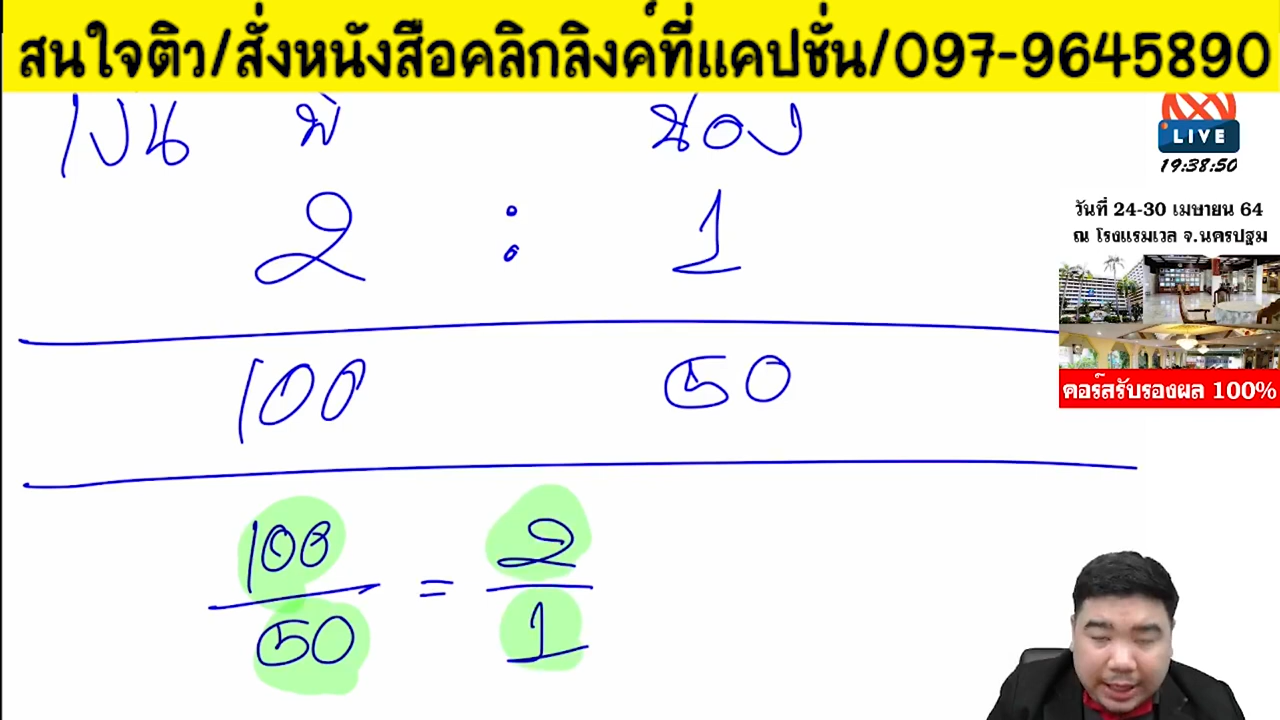 สนใจติว/สั่งหนังสือคลิกลิงค์ที่แคปชั่น/097-9645890
เงิน พี่ น้อง
LIVE
19:38:50
2 : 1
วันที่ 24-30 เมษายน 64
ณ โรงแรมเวล จ.นครปฐม
100 50
คอร์สรับรองผล 100%
100 = 2
50 1